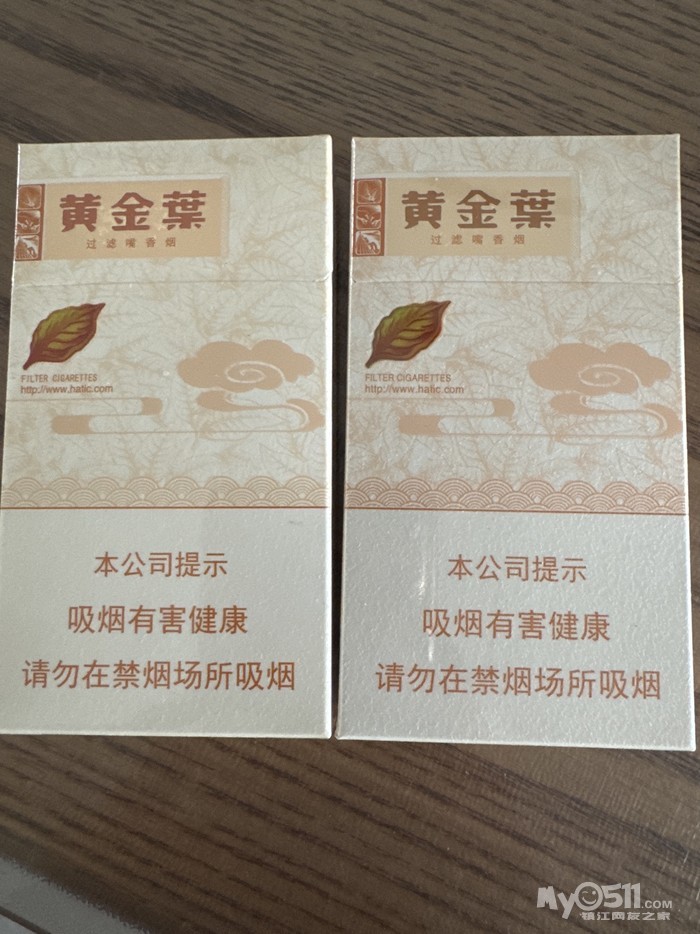 黄金葉
过滤嘴香烟
FILTER CIGARETTES
http://www.hatic.com
本公司提示
吸烟有害健康
请勿在禁烟场所吸烟
黄金葉
过滤嘴香烟
FILTER CIGARETTES
http://www.hatic.com
本公司提示
吸烟有害健康
请勿在禁烟场所吸烟
My0511.com
镇江网友之家